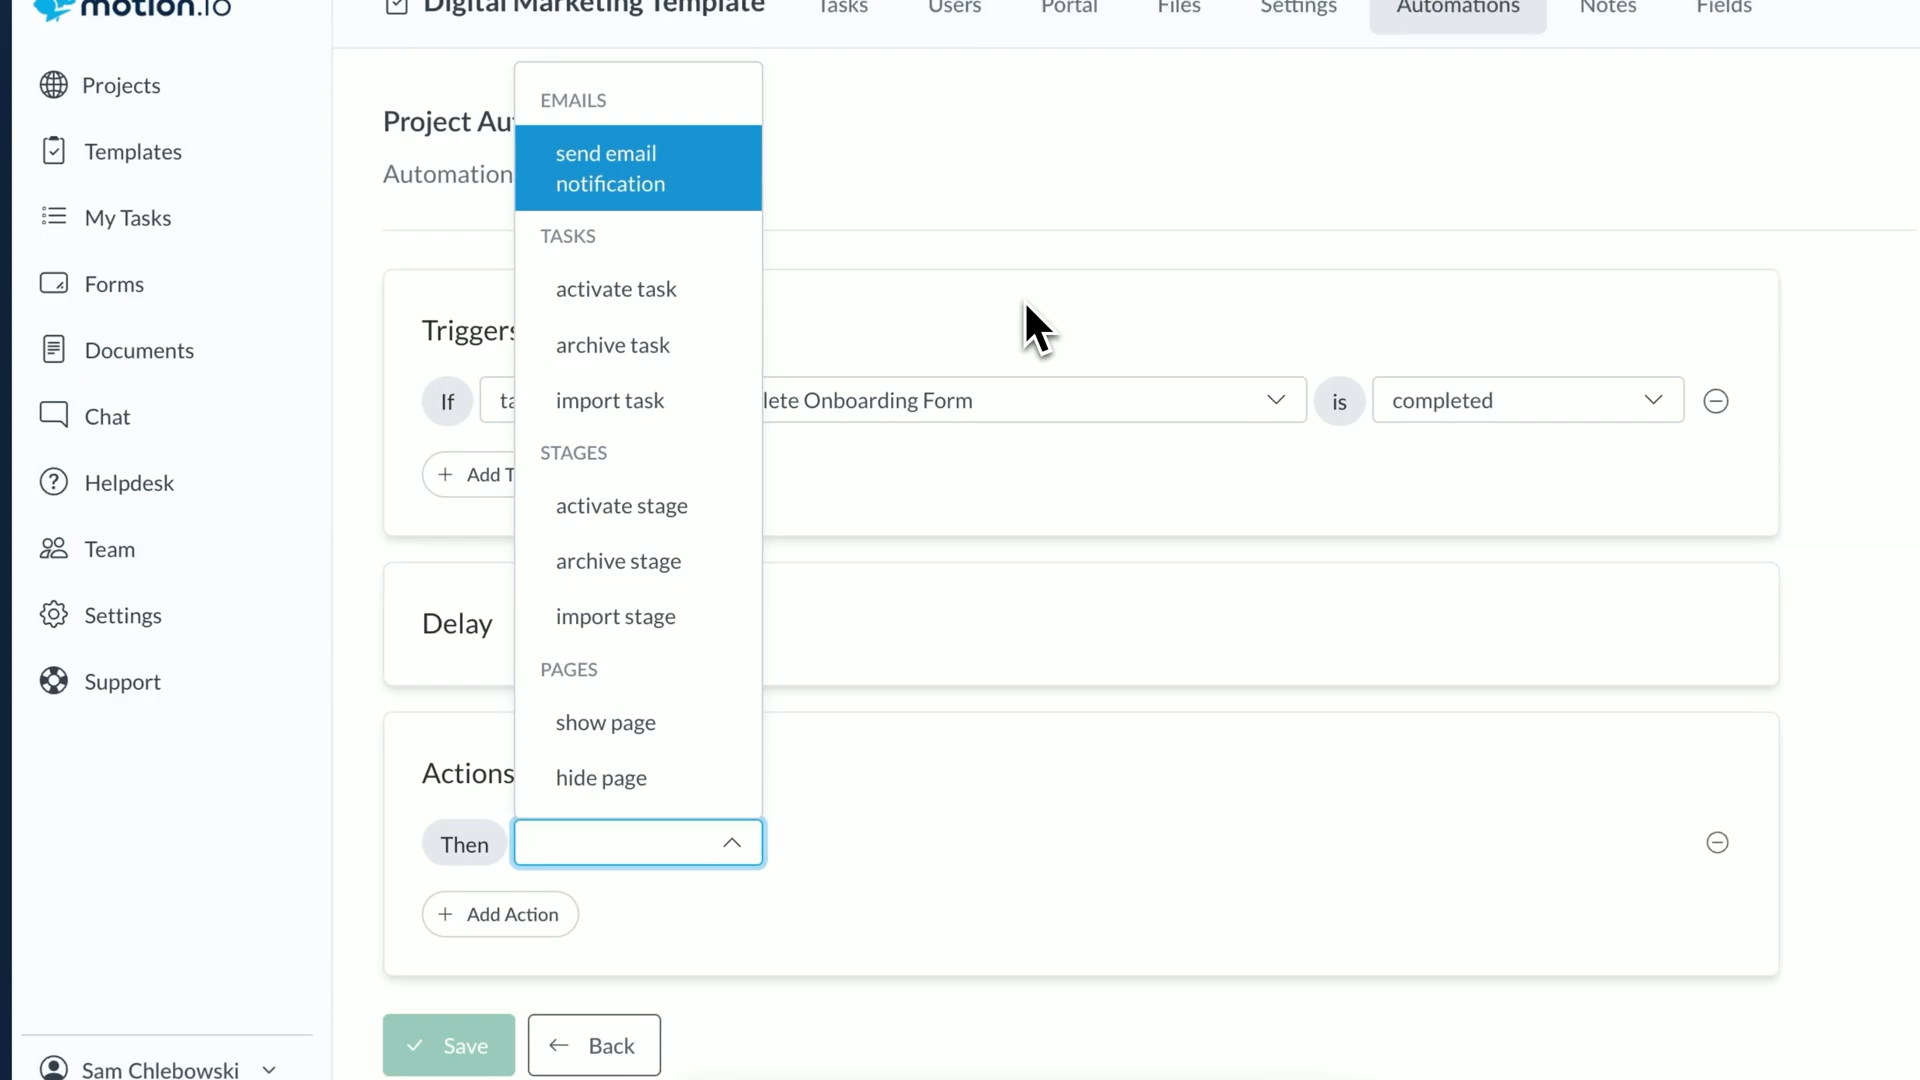 motion.io
Digital Marketing Template
Tasks
Users
Portal
Files
Settings
Automations
Notes
Fields
Projects
Templates
My Tasks
Forms
Documents
Chat
Helpdesk
Team
Settings
Support
Sam Chlebowski
Project Au
Automation
EMAILS
send email
notification
TASKS
activate task
archive task
import task
STAGES
activate stage
archive stage
import stage
PAGES
show page
hide page
Triggers
If
ta
lete Onboarding Form
is
completed
+ Add T
Delay
Actions
Then
+ Add Action
Save
Back